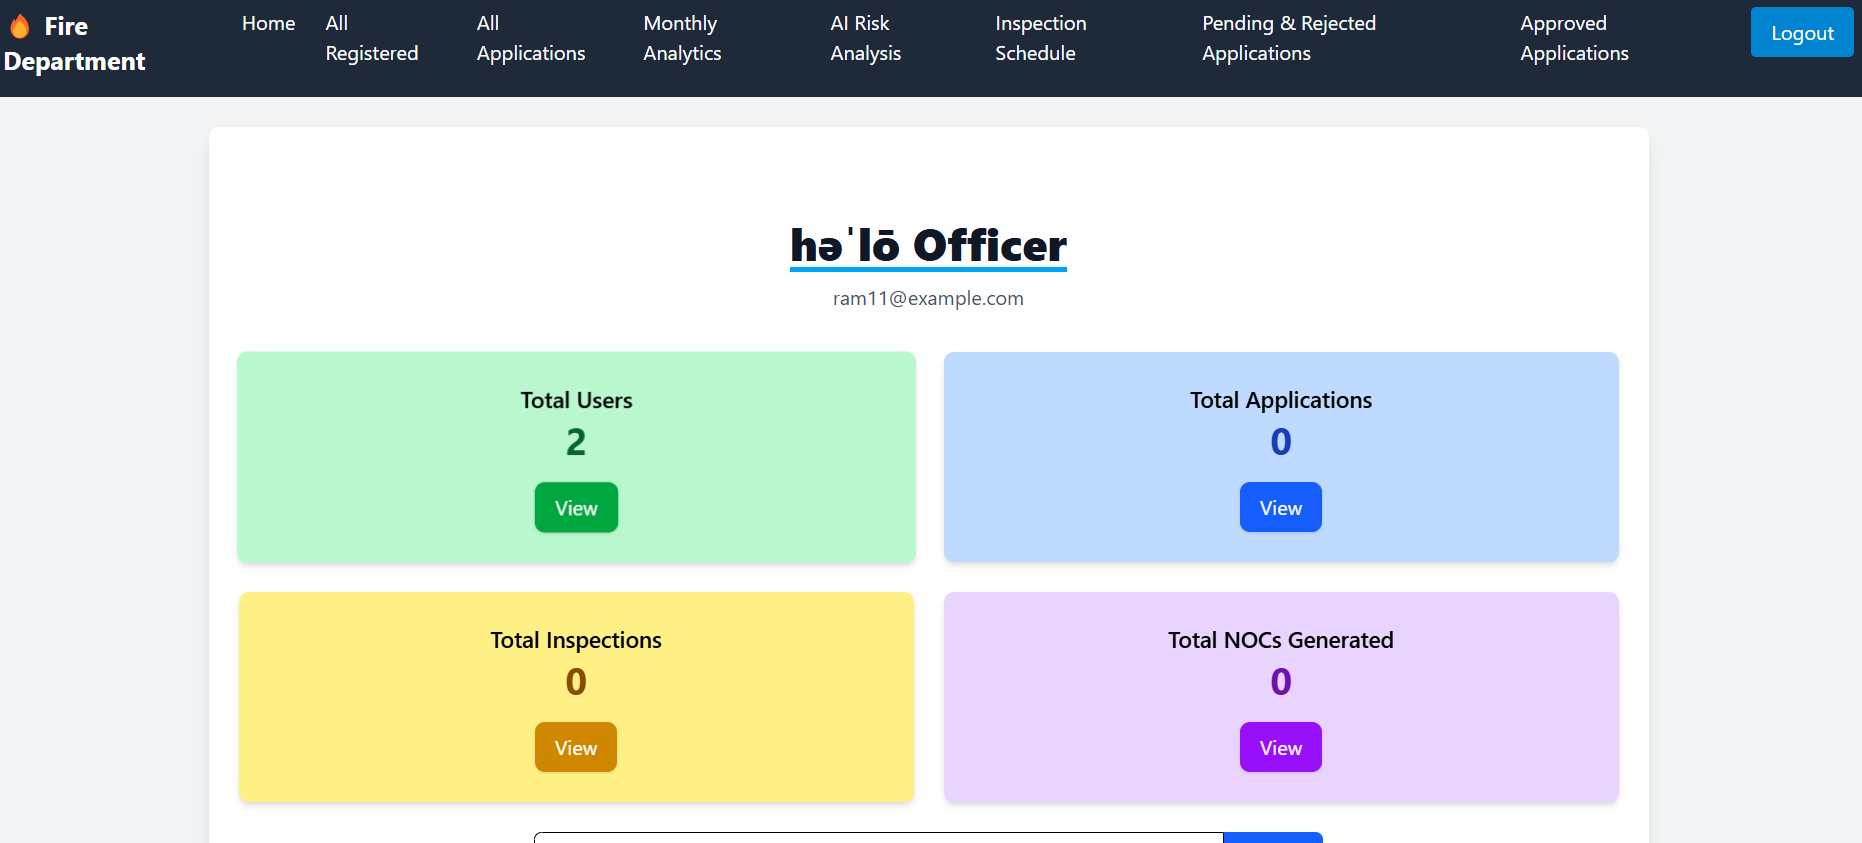 🔥 Fire
Department
Home
All
Registered
All
Applications
Monthly
Analytics
AI Risk
Analysis
Inspection
Schedule
Pending & Rejected
Applications
Approved
Applications
Logout
həˈlō Officer
ram11@example.com
Total Users
2
View
Total Applications
0
View
Total Inspections
0
View
Total NOCs Generated
0
View